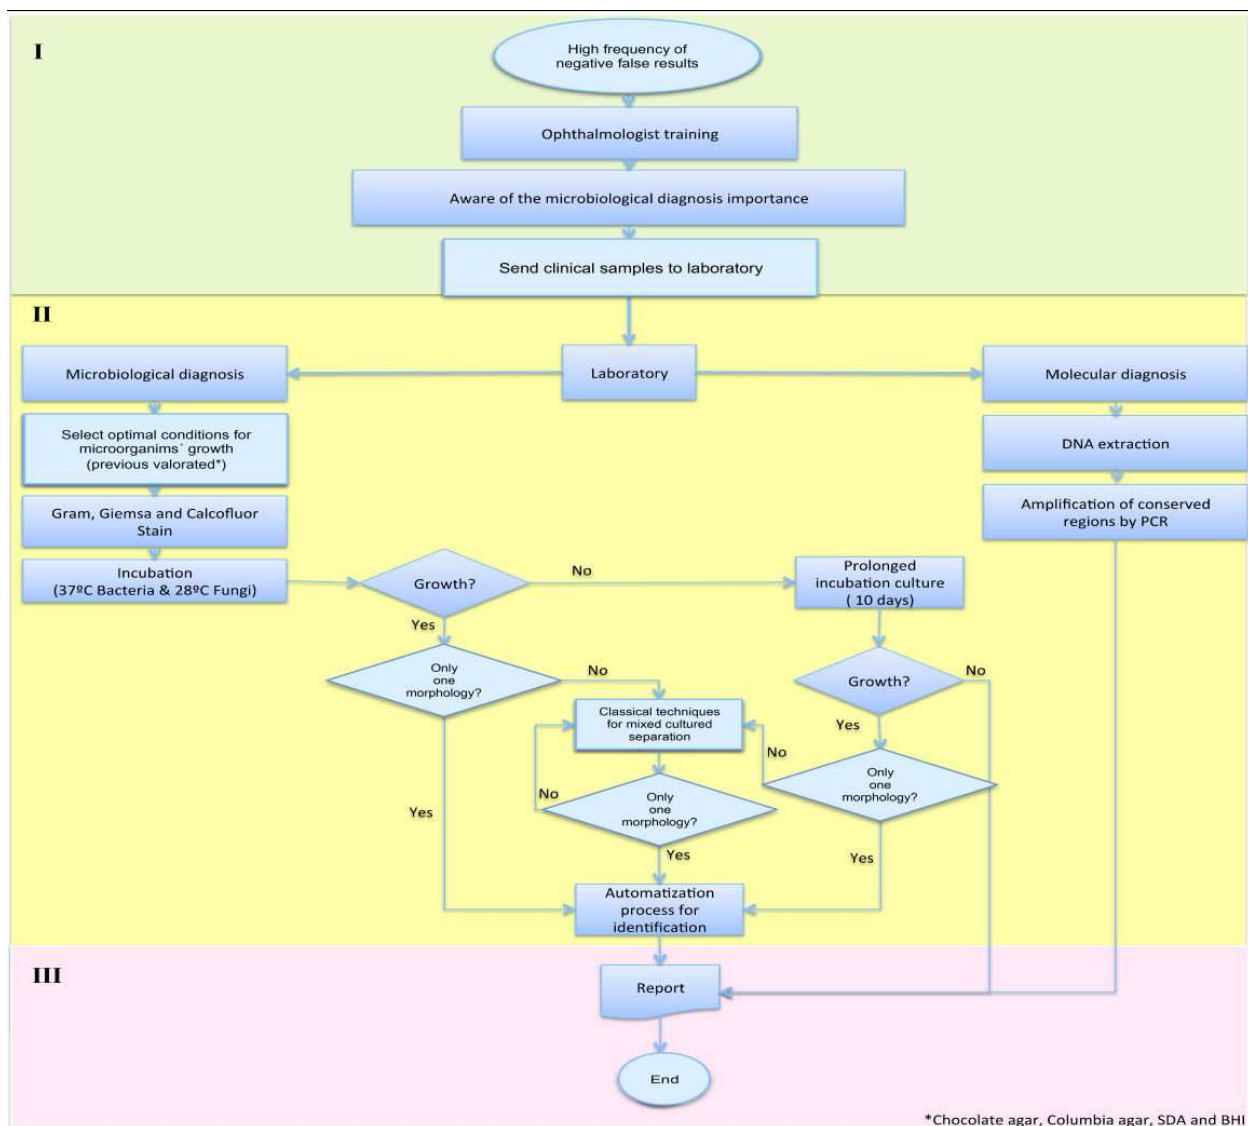 I
High frequency of
negative false results
Ophthalmologist training
Aware of the microbiological diagnosis importance
Send clinical samples to laboratory
II
Microbiological diagnosis
Laboratory
Molecular diagnosis
Select optimal conditions for
microorganims´ growth
(previous valorated*)
DNA extraction
Gram, Giemsa and Calcofluor
Stain
Amplification of conserved
regions by PCR
Incubation
(37ºC Bacteria & 28ºC Fungi)
Growth?
No
Prolonged
incubation culture
( 10 days)
Yes
Only
one
morphology?
No
Growth?
No
Classical techniques
for mixed cultured
separation
Yes
No
Only
one
morphology?
No
Only
one
morphology?
Yes
Yes
Yes
Automatization
process for
identification
III
Report
End
*Chocolate agar, Columbia agar, SDA and BHI